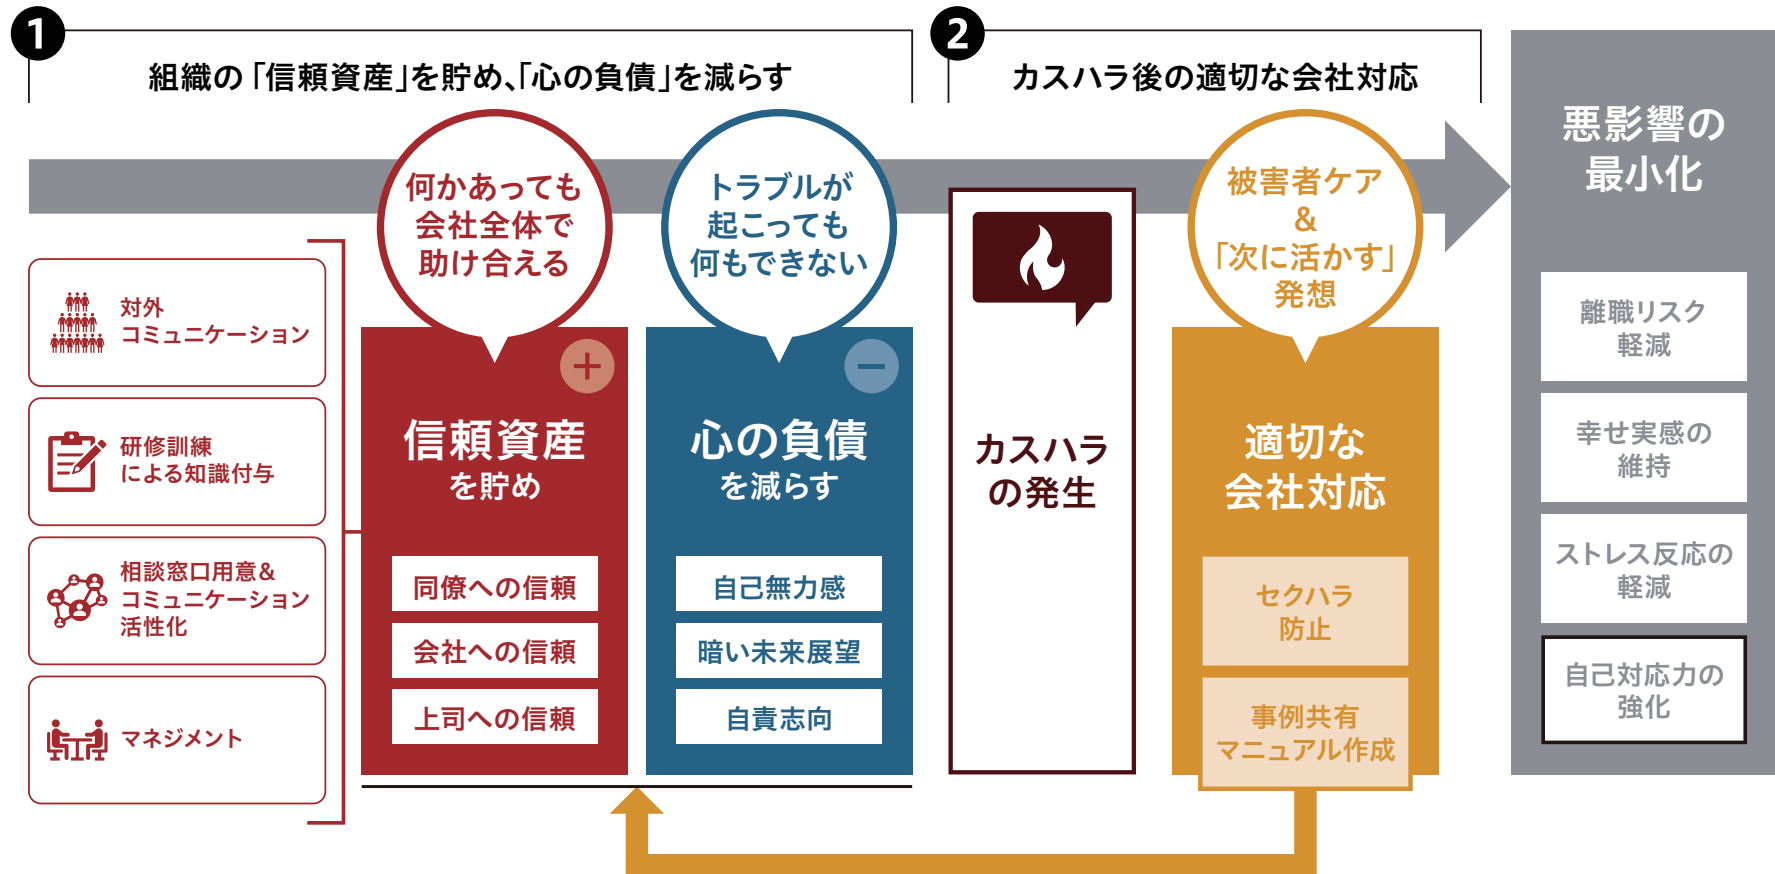 1
組織の「信頼資産」を貯め、「心の負債」を減らす
2
カスハラ後の適切な会社対応
何かあっても
会社全体で
助け合える
トラブルが
起こっても
何もできない
被害者ケア
&
「次に活かす」
発想
悪影響の
最小化
対外
コミュニケーション
研修訓練
による知識付与
相談窓口用意&
コミュニケーション
活性化
マネジメント
+
信頼資産
を貯め
同僚への信頼
会社への信頼
上司への信頼
−
心の負債
を減らす
自己無力感
暗い未来展望
自責志向
カスハラ
の発生
適切な
会社対応
セクハラ
防止
事例共有
マニュアル作成
離職リスク
軽減
幸せ実感の
維持
ストレス反応の
軽減
自己対応力の
強化